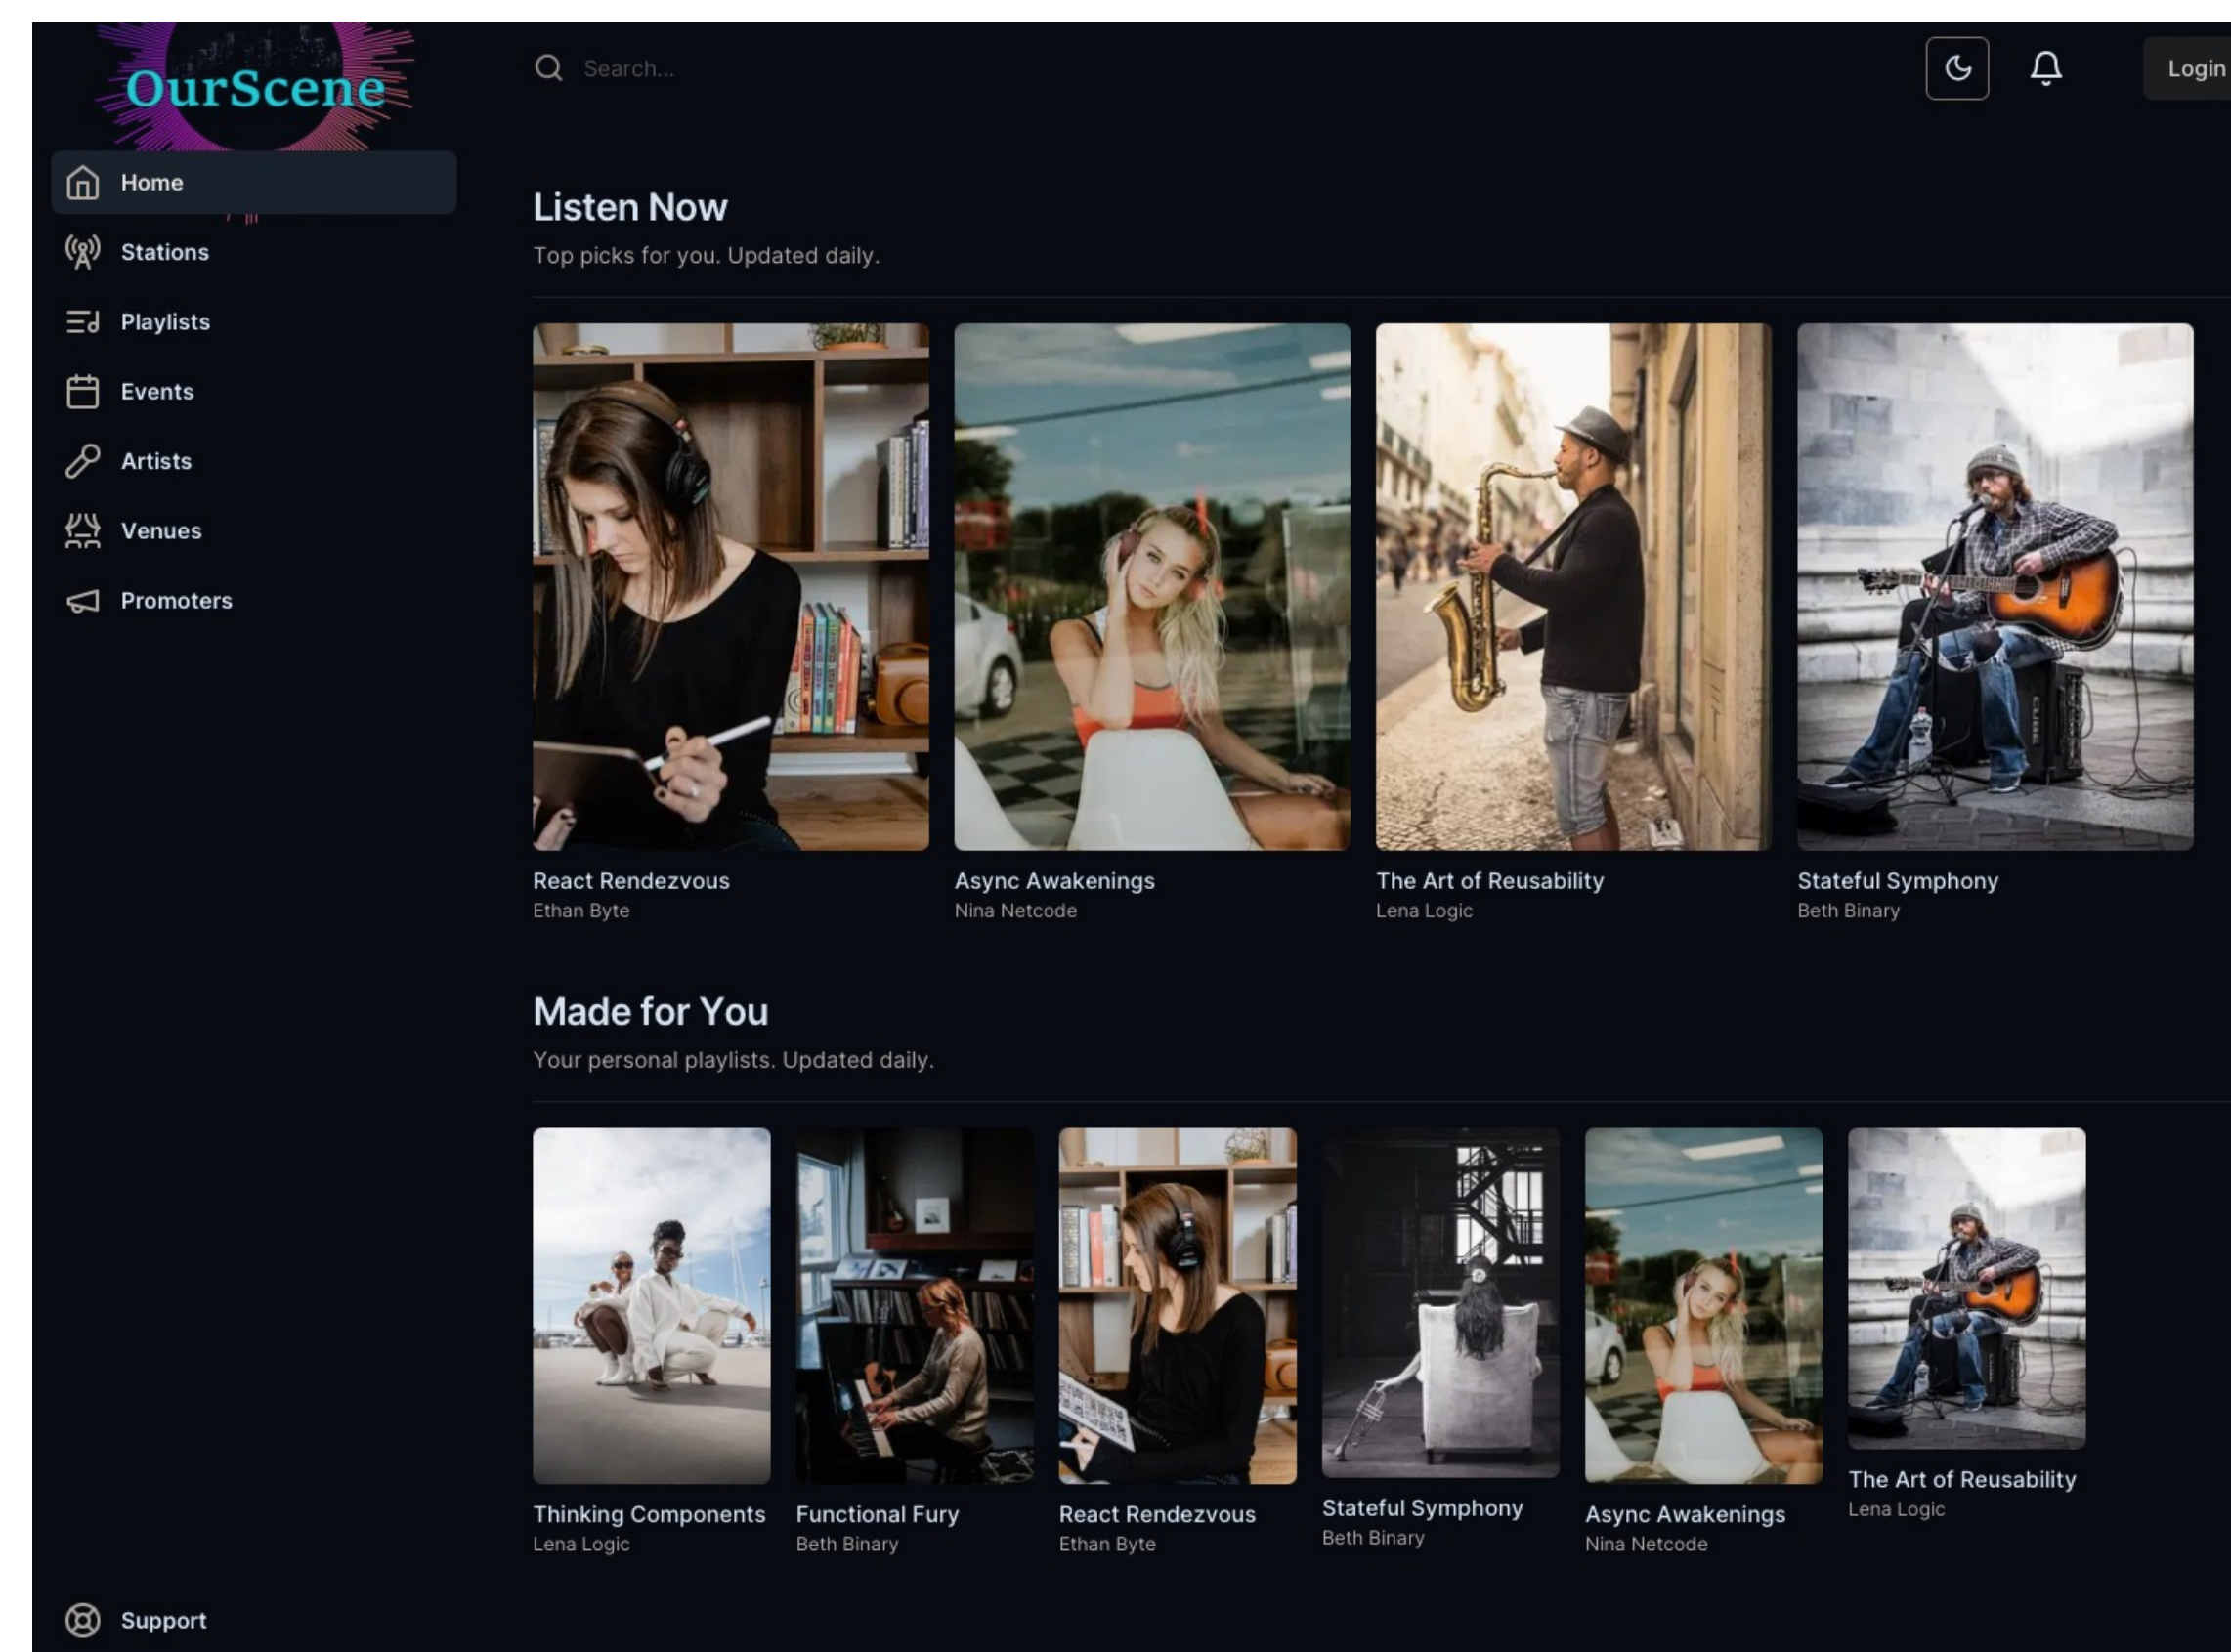 OurScene
Search...
Login
Home
Stations
Playlists
Events
Artists
Venues
Promoters
Support
Listen Now
Top picks for you. Updated daily.
React Rendezvous
Ethan Byte
Async Awakenings
Nina Netcode
The Art of Reusability
Lena Logic
Stateful Symphony
Beth Binary
Made for You
Your personal playlists. Updated daily.
Thinking Components
Lena Logic
Functional Fury
Beth Binary
React Rendezvous
Ethan Byte
Stateful Symphony
Beth Binary
Async Awakenings
Nina Netcode
The Art of Reusability
Lena Logic